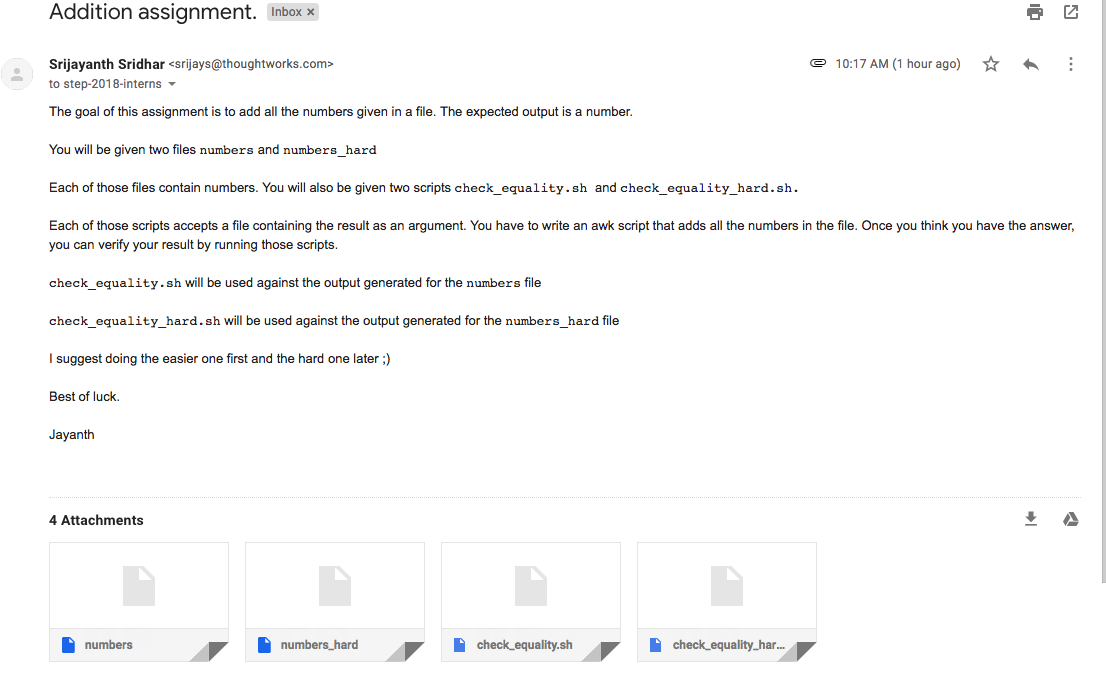 Addition assignment. Inbox ×
Srijayanth Sridhar <srijays@thoughtworks.com> 10:17 AM (1 hour ago)
to step-2018-interns
The goal of this assignment is to add all the numbers given in a file. The expected output is a number.
You will be given two files numbers and numbers_hard
Each of those files contain numbers. You will also be given two scripts check_equality.sh and check_equality_hard.sh.
Each of those scripts accepts a file containing the result as an argument. You have to write an awk script that adds all the numbers in the file. Once you think you have the answer,
you can verify your result by running those scripts.
check_equality.sh will be used against the output generated for the numbers file
check_equality_hard.sh will be used against the output generated for the numbers_hard file
I suggest doing the easier one first and the hard one later ;)
Best of luck.
Jayanth
4 Attachments
numbers numbers_hard check_equality.sh check_equality_har...